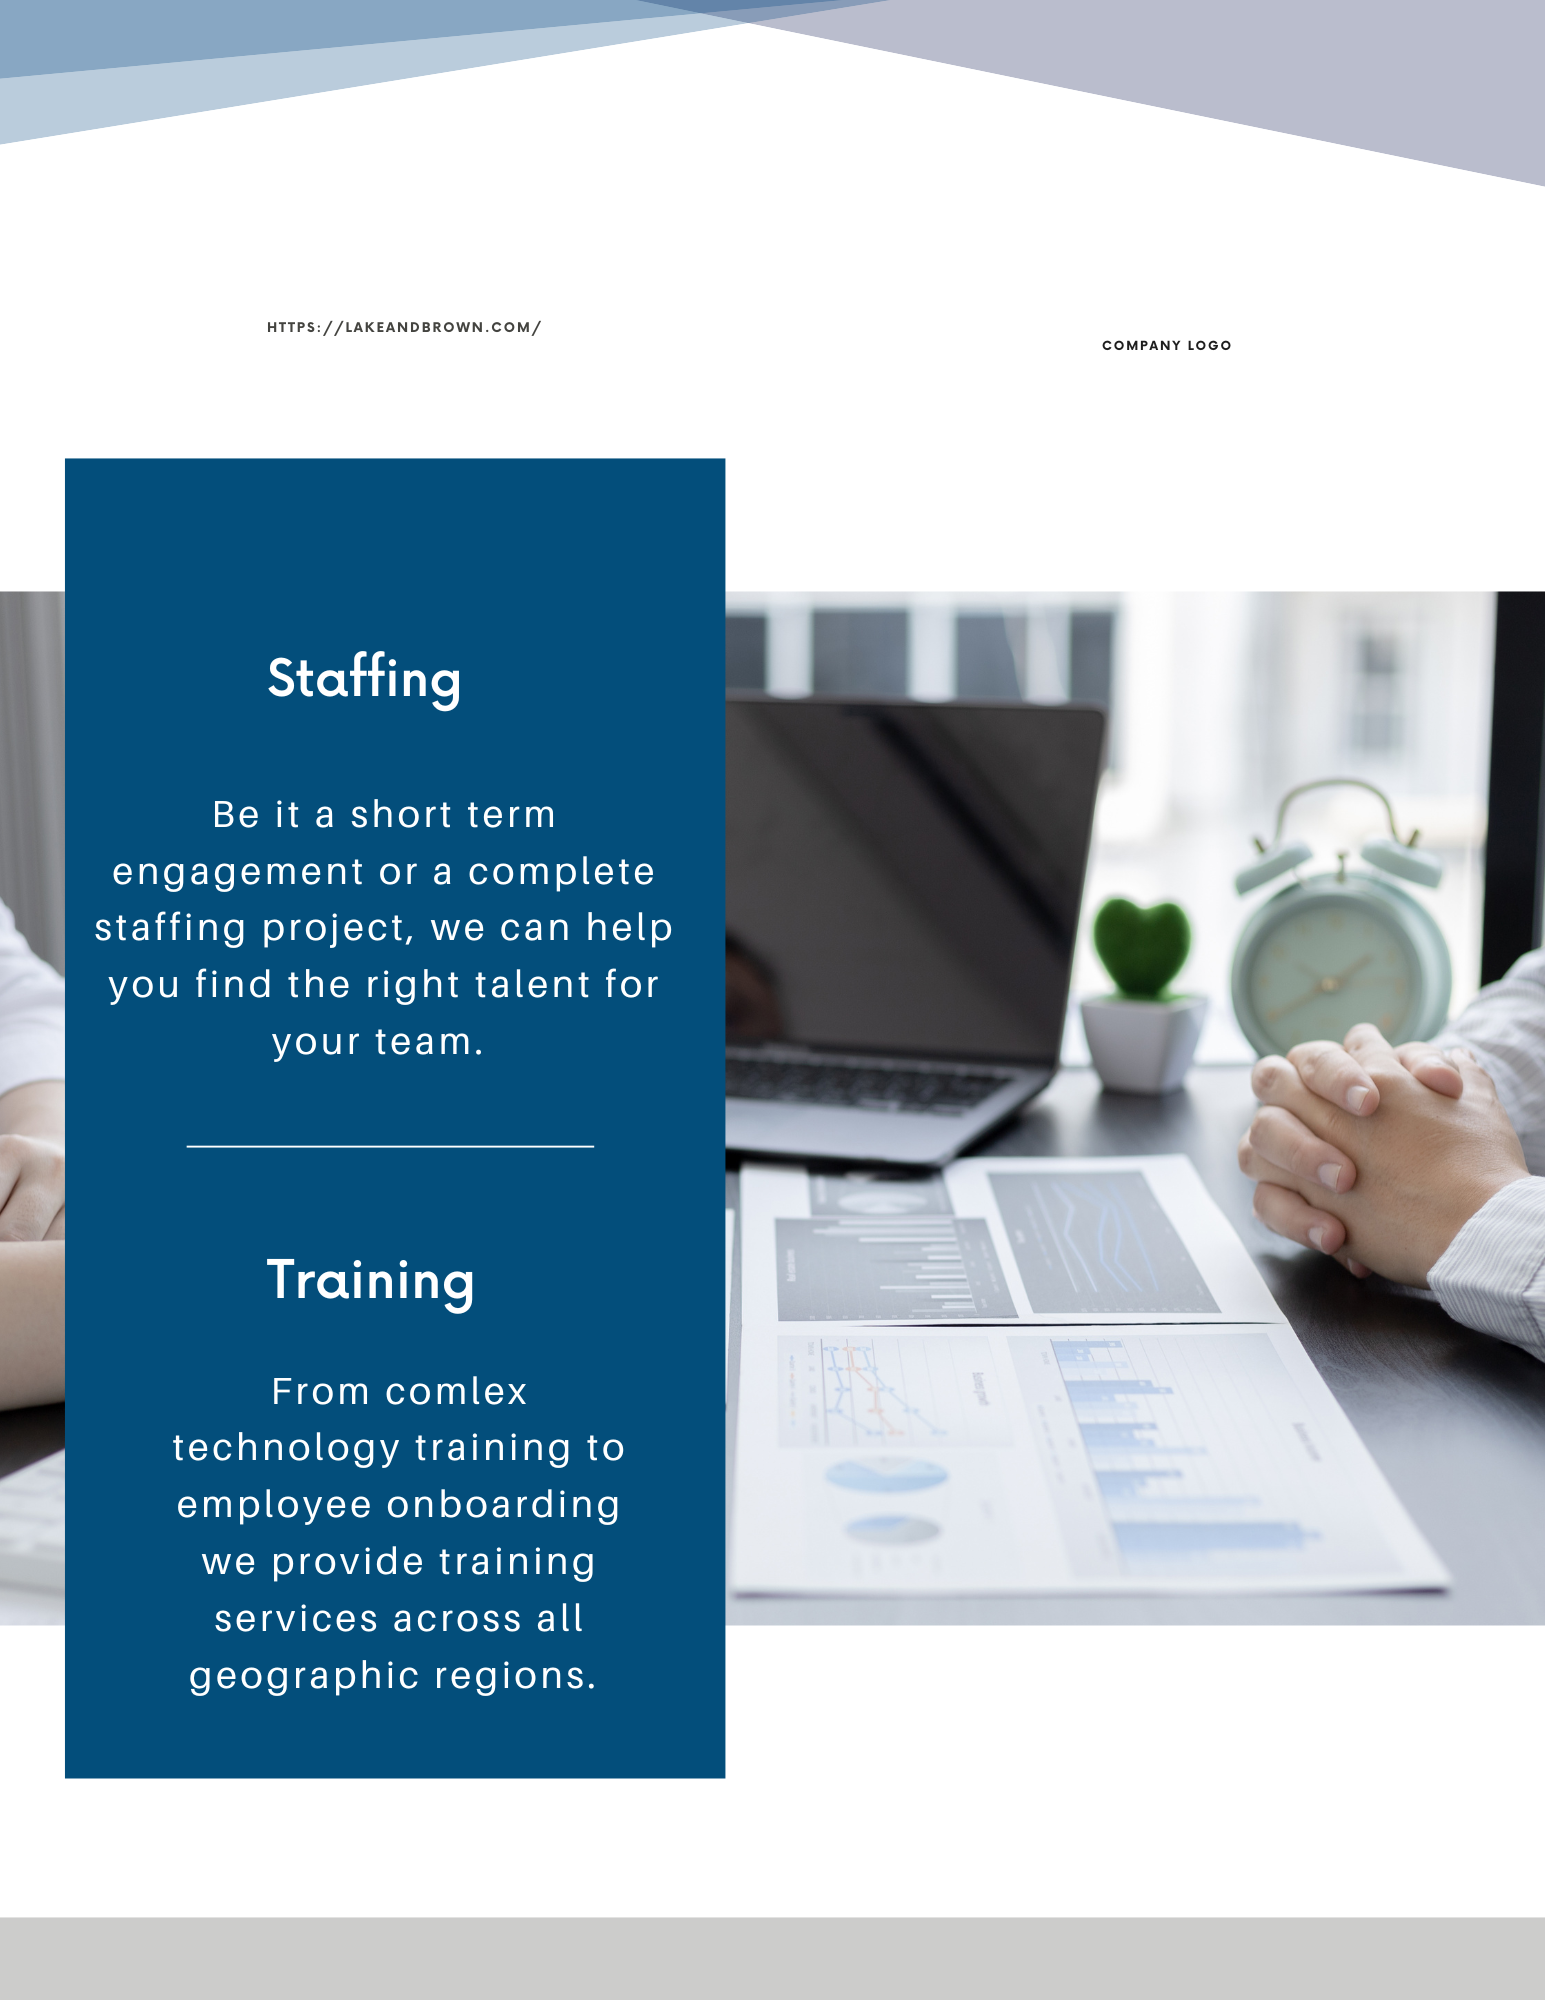 HTTPS://LAKEANDBROWN.COM/
COMPANY LOGO
Staffing
Be it a short term
engagement or a complete
staffing project, we can help
you find the right talent for
your team.
Training
From comlex
technology training to
employee onboarding
we provide training
services across all
geographic regions.